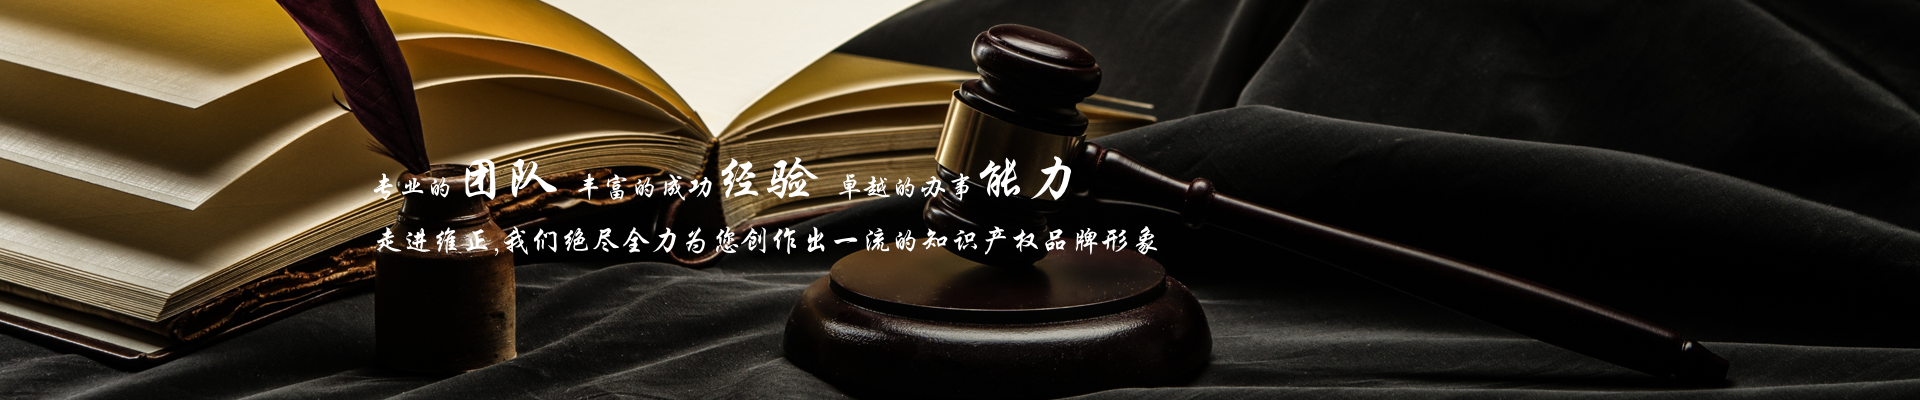 专业的团队 丰富的成功经验 卓越的办事能力
走进维正,我们绝尽全力为您创作出一流的知识产权品牌形象